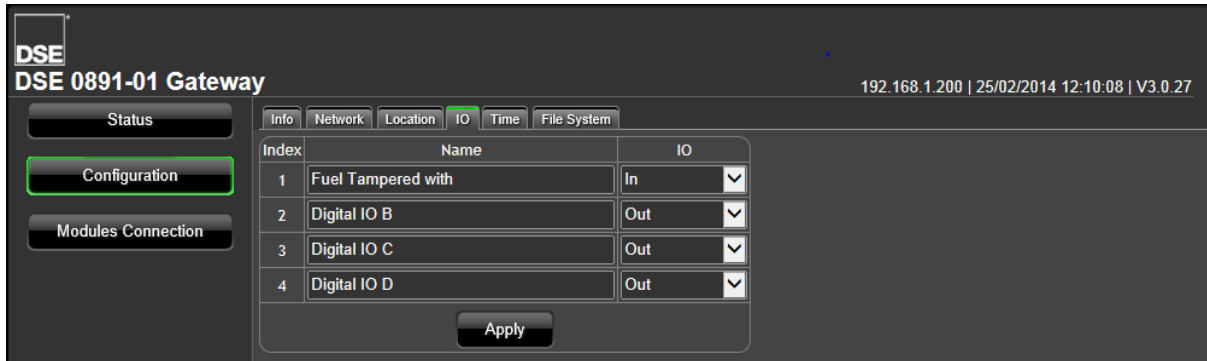 DSE
DSE 0891-01 Gateway
192.168.1.200 | 25/02/2014 12:10:08 | V3.0.27
Status
Configuration
Modules Connection
Info Network Location IO Time File System
Index Name IO
1 Fuel Tampered with In
2 Digital IO B Out
3 Digital IO C Out
4 Digital IO D Out
Apply